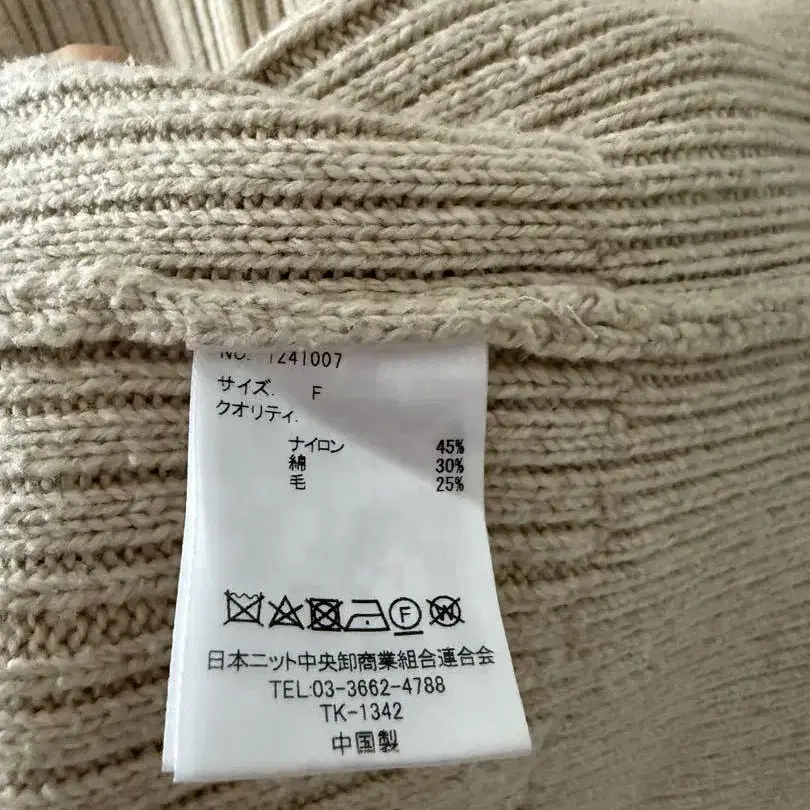 NO. 1241007
サイズ. F
クオリティ.
ナイロン 45%
綿 30%
毛 25%
F W
日本ニット中央卸商業組合連合会
TEL:03-3662-4788
TK-1342
中国製